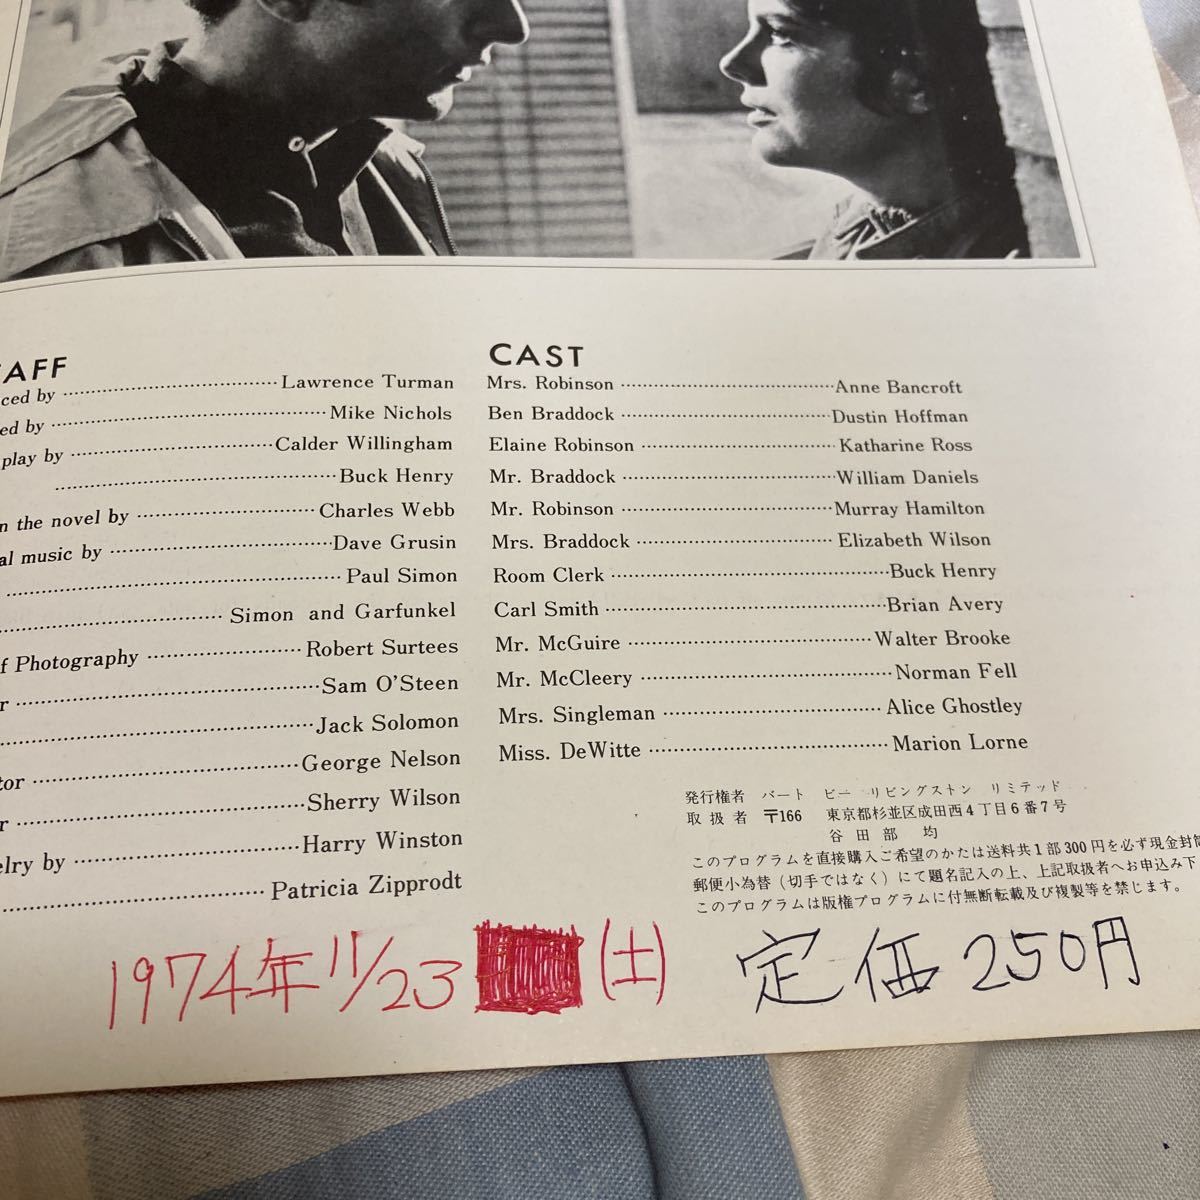 TAFF
ced by ············ Lawrence Turman
ed by ············ Mike Nichols
play by ············ Calder Willingham
············ Buck Henry
n the novel by ············ Charles Webb
al music by ············ Dave Grusin
············ Paul Simon
············ Simon and Garfunkel
f Photography ············ Robert Surtees
r ············ Sam O'Steen
············ Jack Solomon
tor ············ George Nelson
r ············ Sherry Wilson
elry by ············ Harry Winston
············ Patricia Zipprodt
CAST
Mrs. Robinson ············ Anne Bancroft
Ben Braddock ············ Dustin Hoffman
Elaine Robinson ············ Katharine Ross
Mr. Braddock ············ William Daniels
Mr. Robinson ············ Murray Hamilton
Mrs. Braddock ············ Elizabeth Wilson
Room Clerk ············ Buck Henry
Carl Smith ············ Brian Avery
Mr. McGuire ············ Walter Brooke
Mr. McCleery ············ Norman Fell
Mrs. Singleman ············ Alice Ghostley
Miss. DeWitte ············ Marion Lorne
発行権者 バート ビー リビングストン リミテッド
取扱者 〒166 東京都杉並区成田西4丁目6番7号
谷田部 均
このプログラムを直接購入ご希望のかたは送料共1部300円を必ず現金封筒
郵便小為替(切手ではなく)にて題名記入の上、上記取扱者へお申込み下
このプログラムは版権プログラムに付無断転載及び複製等を禁じます。
1974年11/23 (土) 定価250円